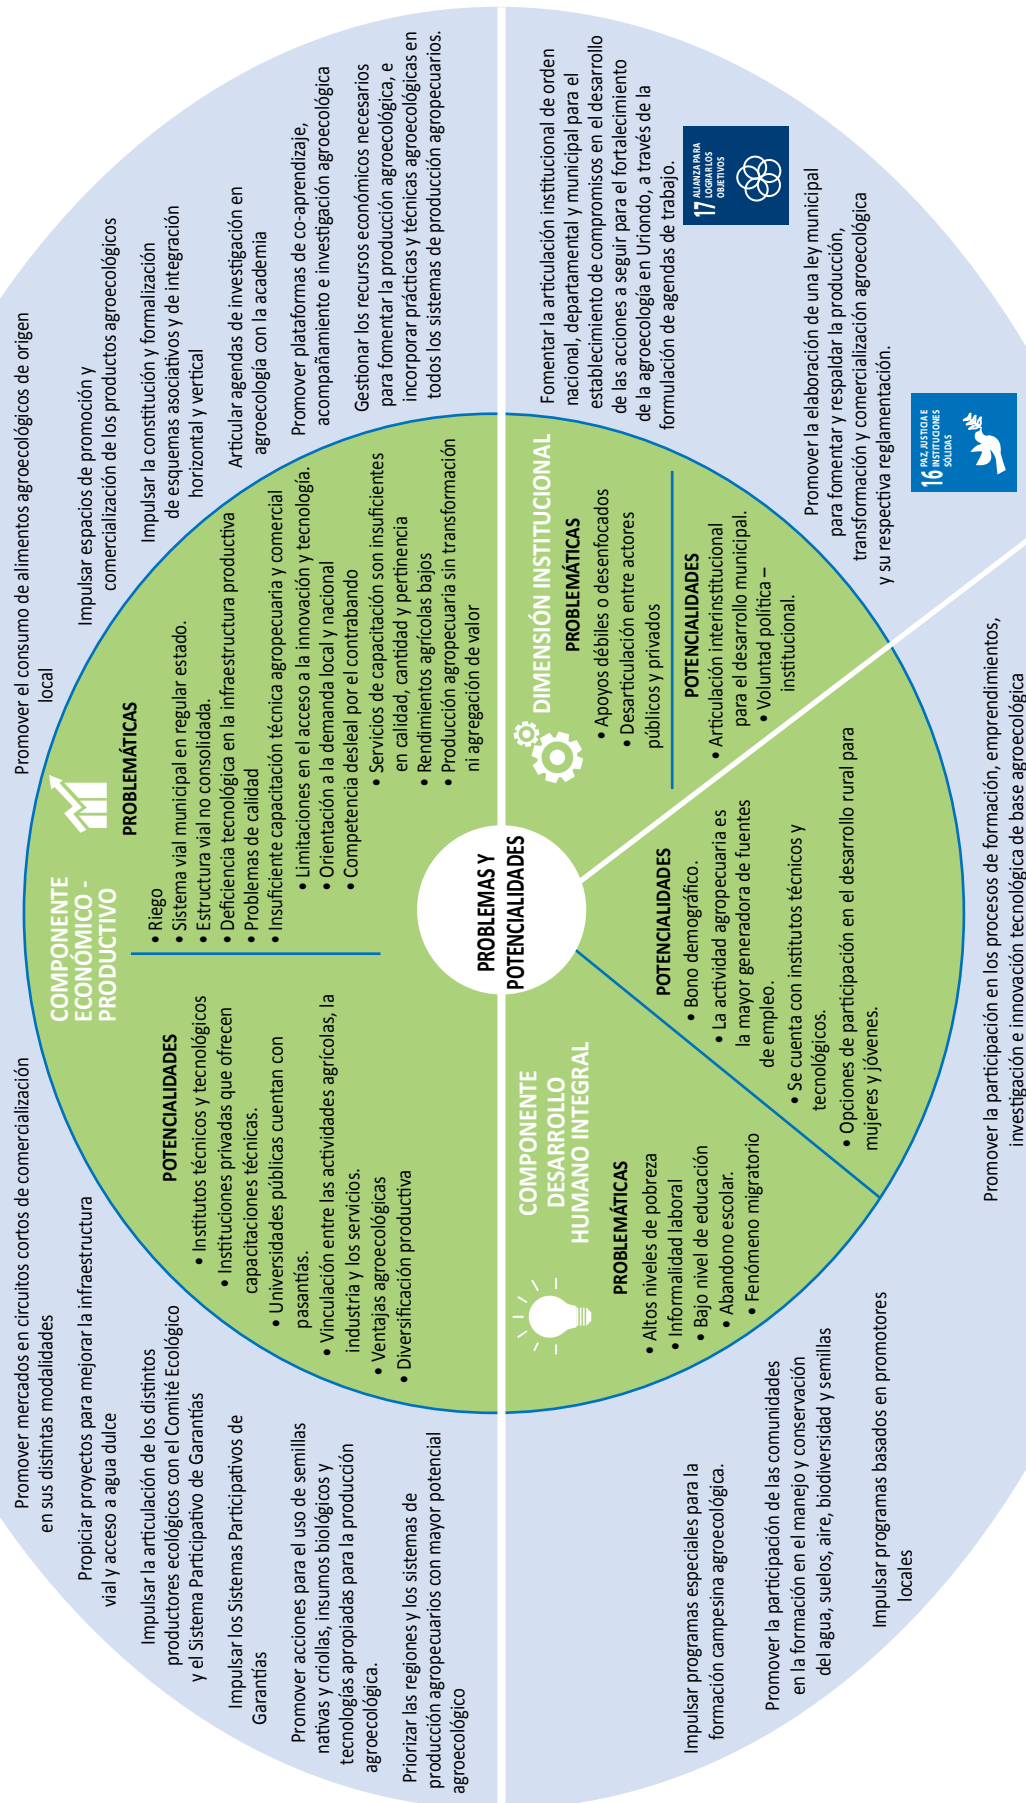 Promover mercados en circuitos cortos de comercialización
en sus distintas modalidades
Propiciar proyectos para mejorar la infraestructura
vial y acceso a agua dulce
Impulsar la articulación de los distintos
productores ecológicos con el Comité Ecológico
y el Sistema Participativo de Garantías
Impulsar los Sistemas Participativos de
Garantías
Promover acciones para el uso de semillas
nativas y criollas, insumos biológicos y
tecnologías apropiadas para la producción
agroecológica.
Priorizar las regiones y los sistemas de
producción agropecuarios con mayor potencial
agroecológico
Promover el consumo de alimentos agroecológicos de origen
local
Impulsar espacios de promoción y
comercialización de los productos agroecológicos
Impulsar la constitución y formalización
de esquemas asociativos y de integración
horizontal y vertical
Articular agendas de investigación en
agroecología con la academia
Promover plataformas de co-aprendizaje,
acompañamiento e investigación agroecológica
Gestionar los recursos económicos necesarios
para fomentar la producción agroecológica, e
incorporar prácticas y técnicas agroecológicas en
todos los sistemas de producción agropecuarios.
COMPONENTE
ECONÓMICO -
PRODUCTIVO
POTENCIALIDADES
• Institutos técnicos y tecnológicos
• Instituciones privadas que ofrecen
capacitaciones técnicas.
• Universidades públicas cuentan con
pasantías.
• Vinculación entre las actividades agrícolas, la
industria y los servicios.
• Ventajas agroecológicas
• Diversificación productiva
PROBLEMÁTICAS
• Riego
• Sistema vial municipal en regular estado.
• Estructura vial no consolidada.
• Deficiencia tecnológica en la infraestructura productiva
• Problemas de calidad
• Insuficiente capacitación técnica agropecuaria y comercial
• Limitaciones en el acceso a la innovación y tecnología.
• Orientación a la demanda local y nacional
• Competencia desleal por el contrabando
• Servicios de capacitación son insuficientes
en calidad, cantidad y pertinencia
• Rendimientos agrícolas bajos
• Producción agropecuaria sin transformación
ni agregación de valor
PROBLEMAS Y
POTENCIALIDADES
COMPONENTE
DESARROLLO
HUMANO INTEGRAL
PROBLEMÁTICAS
• Altos niveles de pobreza
• Informalidad laboral
• Bajo nivel de educación
• Abandono escolar.
• Fenómeno migratorio
POTENCIALIDADES
• Bono demográfico.
• La actividad agropecuaria es
la mayor generadora de fuentes
de empleo.
• Se cuenta con institutos técnicos y
tecnológicos.
• Opciones de participación en el desarrollo rural para
mujeres y jóvenes.
DIMENSIÓN INSTITUCIONAL
PROBLEMÁTICAS
• Apoyos débiles o desenfocados
• Desarticulación entre actores
públicos y privados
POTENCIALIDADES
• Articulación interinstitucional
para el desarrollo municipal.
• Voluntad política –
institucional.
Fomentar la articulación institucional de orden
nacional, departamental y municipal para el
establecimiento de compromisos en el desarrollo
de las acciones a seguir para el fortalecimiento
de la agroecología en Uriondo, a través de la
formulación de agendas de trabajo.
17 ALIANZA PARA
LOGRAR LOS
OBJETIVOS
Promover la elaboración de una ley municipal
para fomentar y respaldar la producción,
transformación y comercialización agroecológica
y su respectiva reglamentación.
16 PAZ, JUSTICIA E
INSTITUCIONES
SÓLIDAS
Impulsar programas especiales para la
formación campesina agroecológica.
Promover la participación de las comunidades
en la formación en el manejo y conservación
del agua, suelos, aire, biodiversidad y semillas
Impulsar programas basados en promotores
locales
Promover la participación en los procesos de formación, emprendimientos,
investigación e innovación tecnológica de base agroecológica